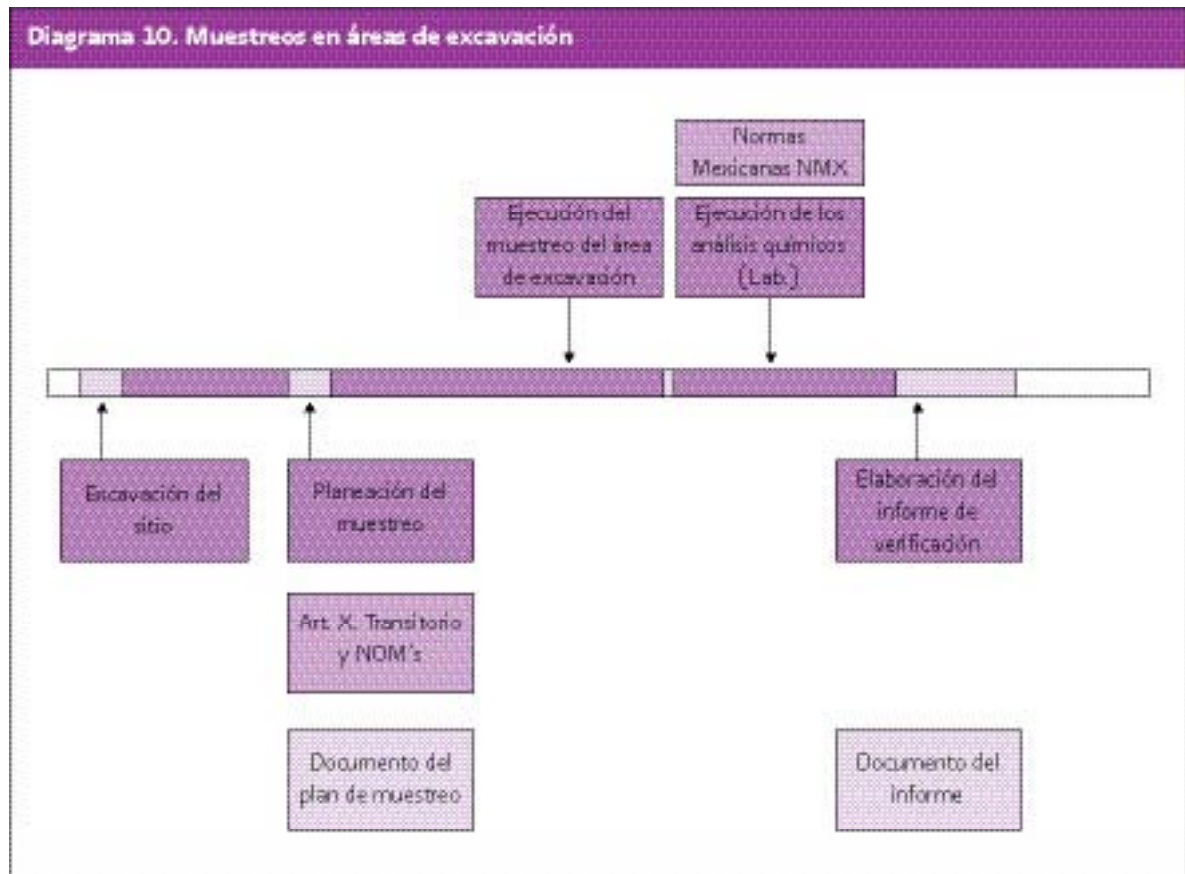 Diagrama 10. Muestreos en áreas de excavación
Normas
Mexicanas NMX
Ejecución del
muestreo del área
de excavación
Ejecución de los
análisis químicos
(Lab.)
Excavación del
sitio
Planeación del
muestreo
Elaboración del
informe de
verificación
Art. X. Transitorio
y NOM's
Documento del
plan de muestreo
Documento del
informe